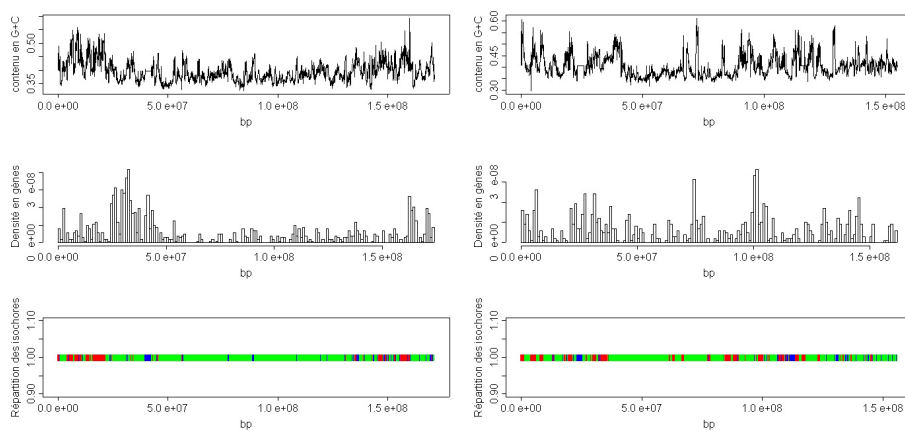 contenu en G+C
0.35 0.50
0.0 e+00 5.0 e+07 1.0 e+08 1.5 e+08
bp
contenu en G+C
0.30 0.45 0.60
0.0 e+00 5.0 e+07 1.0 e+08 1.5 e+08
bp
Densité en gènes
0 e+00 3 e-08
0.0 e+00 5.0 e+07 1.0 e+08 1.5 e+08
bp
Densité en gènes
0 e+00 3 e-08
0.0 e+00 5.0 e+07 1.0 e+08 1.5 e+08
bp
Répartition des isochores
0.90 1.00 1.10
0.0 e+00 5.0 e+07 1.0 e+08 1.5 e+08
bp
Répartition des isochores
0.90 1.00 1.10
0.0 e+00 5.0 e+07 1.0 e+08 1.5 e+08
bp